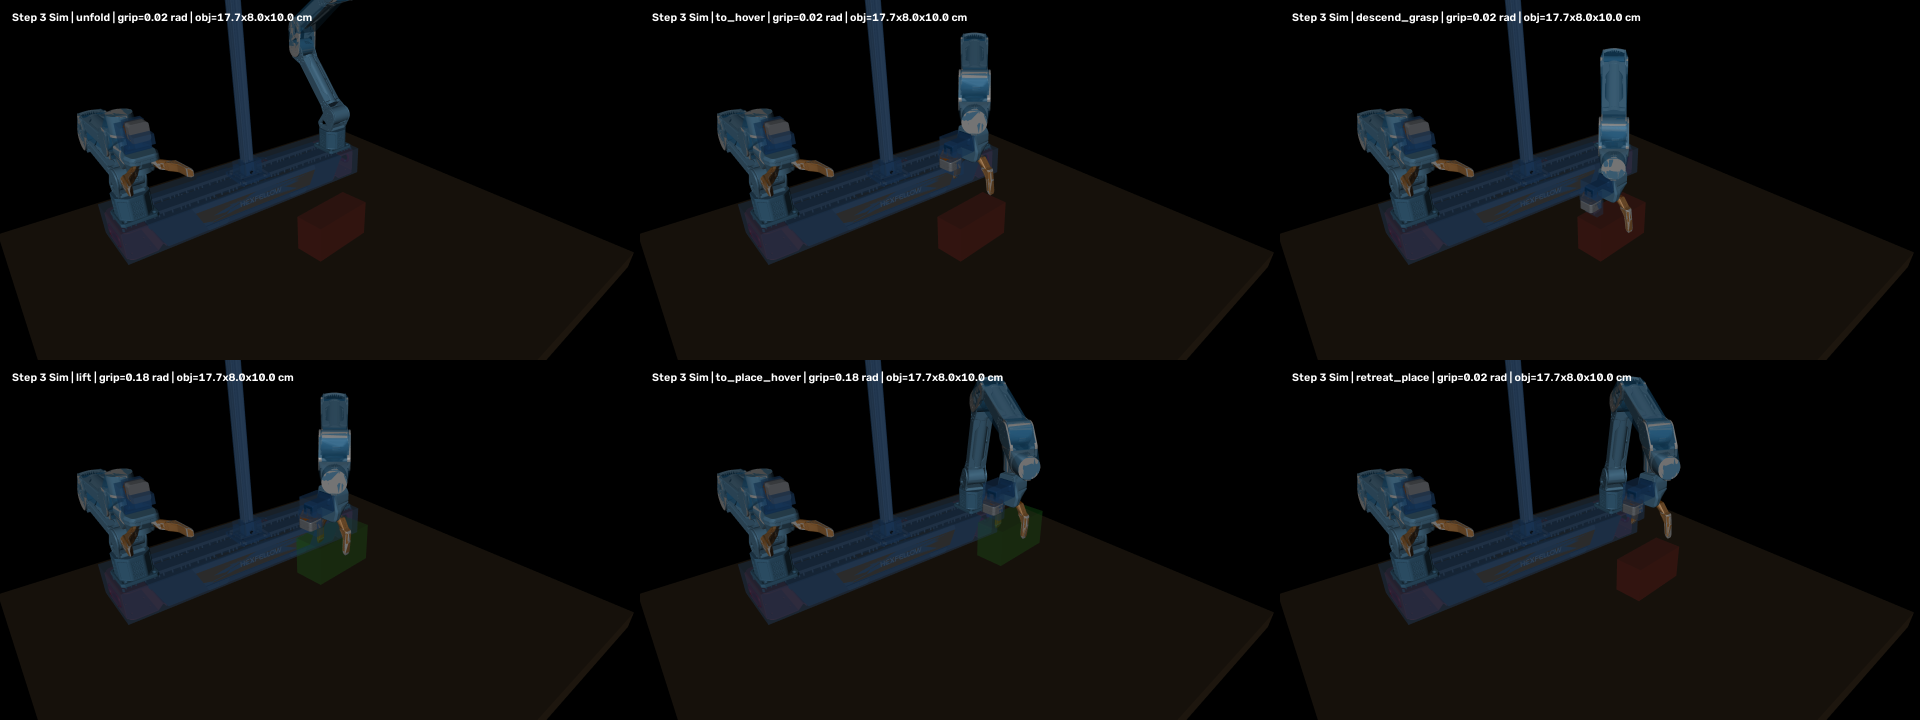 Step 3 Sim | unfold | grip=0.02 rad | obj=17.7x8.0x10.0 cm
Step 3 Sim | to_hover | grip=0.02 rad | obj=17.7x8.0x10.0 cm
Step 3 Sim | descend_grasp | grip=0.02 rad | obj=17.7x8.0x10.0 cm
Step 3 Sim | lift | grip=0.18 rad | obj=17.7x8.0x10.0 cm
Step 3 Sim | to_place_hover | grip=0.18 rad | obj=17.7x8.0x10.0 cm
Step 3 Sim | retreat_place | grip=0.02 rad | obj=17.7x8.0x10.0 cm